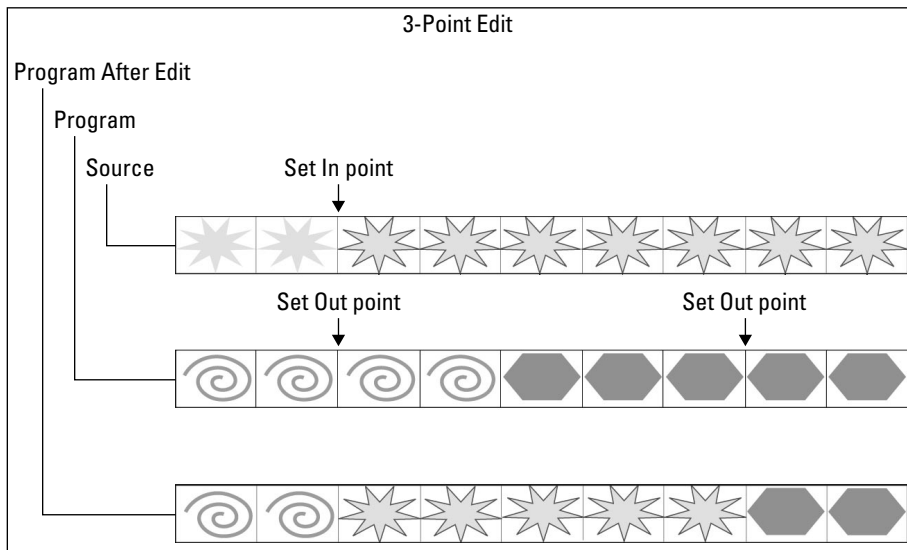 3-Point Edit
Program After Edit
Program
Source
Set In point
Set Out point
Set Out point